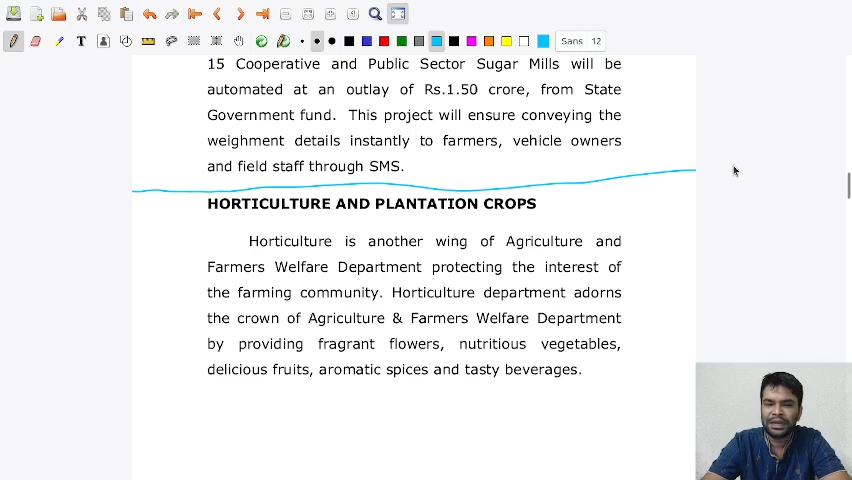 T
Sans 12
15 Cooperative and Public Sector Sugar Mills will be
automated at an outlay of Rs.1.50 crore, from State
Government fund. This project will ensure conveying the
weighment details instantly to farmers, vehicle owners
and field staff through SMS.
HORTICULTURE AND PLANTATION CROPS
Horticulture is another wing of Agriculture and
Farmers Welfare Department protecting the interest of
the farming community. Horticulture department adorns
the crown of Agriculture & Farmers Welfare Department
by providing fragrant flowers, nutritious vegetables,
delicious fruits, aromatic spices and tasty beverages.